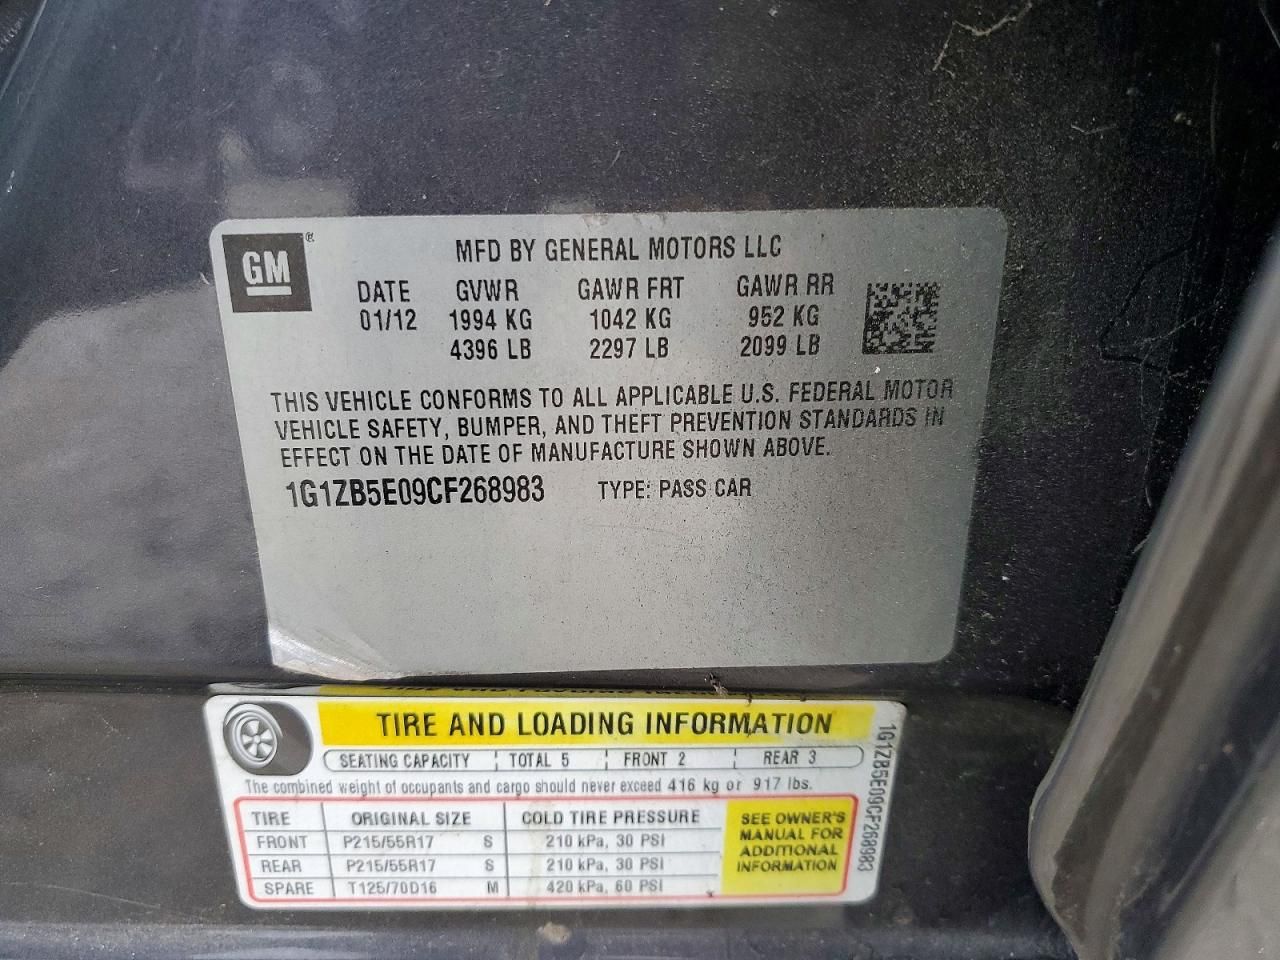 GM ®
MFD BY GENERAL MOTORS LLC
DATE GVWR GAWR FRT GAWR RR
01/12 1994 KG 1042 KG 952 KG
4396 LB 2297 LB 2099 LB
THIS VEHICLE CONFORMS TO ALL APPLICABLE U.S. FEDERAL MOTOR
VEHICLE SAFETY, BUMPER, AND THEFT PREVENTION STANDARDS IN
EFFECT ON THE DATE OF MANUFACTURE SHOWN ABOVE.
1G1ZB5E09CF268983 TYPE: PASS CAR
TIRE AND LOADING INFORMATION
SEATING CAPACITY TOTAL 5 FRONT 2 REAR 3
The combined weight of occupants and cargo should never exceed 416 kg or 917 lbs.
TIRE ORIGINAL SIZE COLD TIRE PRESSURE
FRONT P215/55R17 S 210 kPa, 30 PSI
REAR P215/55R17 S 210 kPa, 30 PSI
SPARE T125/70D16 M 420 kPa, 60 PSI
SEE OWNER'S
MANUAL FOR
ADDITIONAL
INFORMATION
1G1ZB5E09CF268983